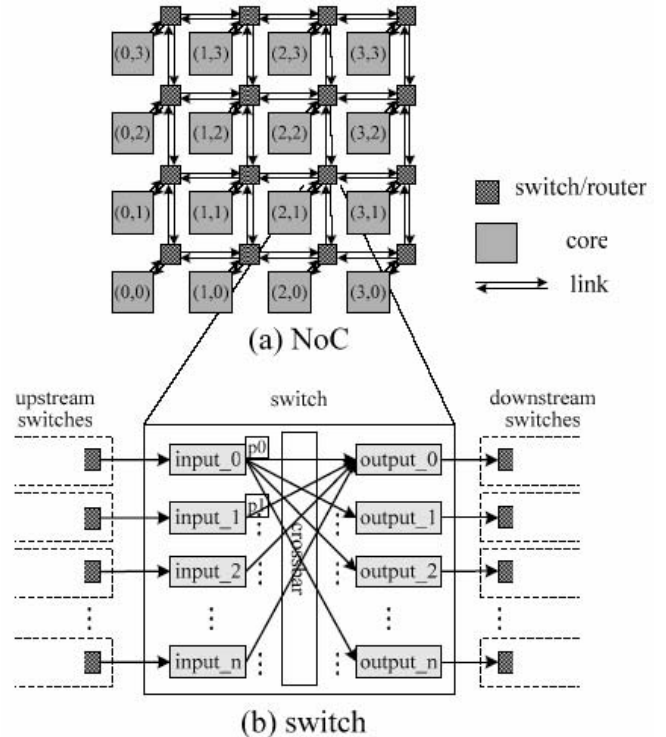 (0,3) (1,3) (2,3) (3,3)
(0,2) (1,2) (2,2) (3,2)
(0,1) (1,1) (2,1) (3,1)
(0,0) (1,0) (2,0) (3,0)
switch/router
core
link
(a) NoC
upstream
switches
switch
downstream
switches
p0
input_0
output_0
p1
input_1
output_1
crossbar
input_2
output_2
input_n
output_n
(b) switch